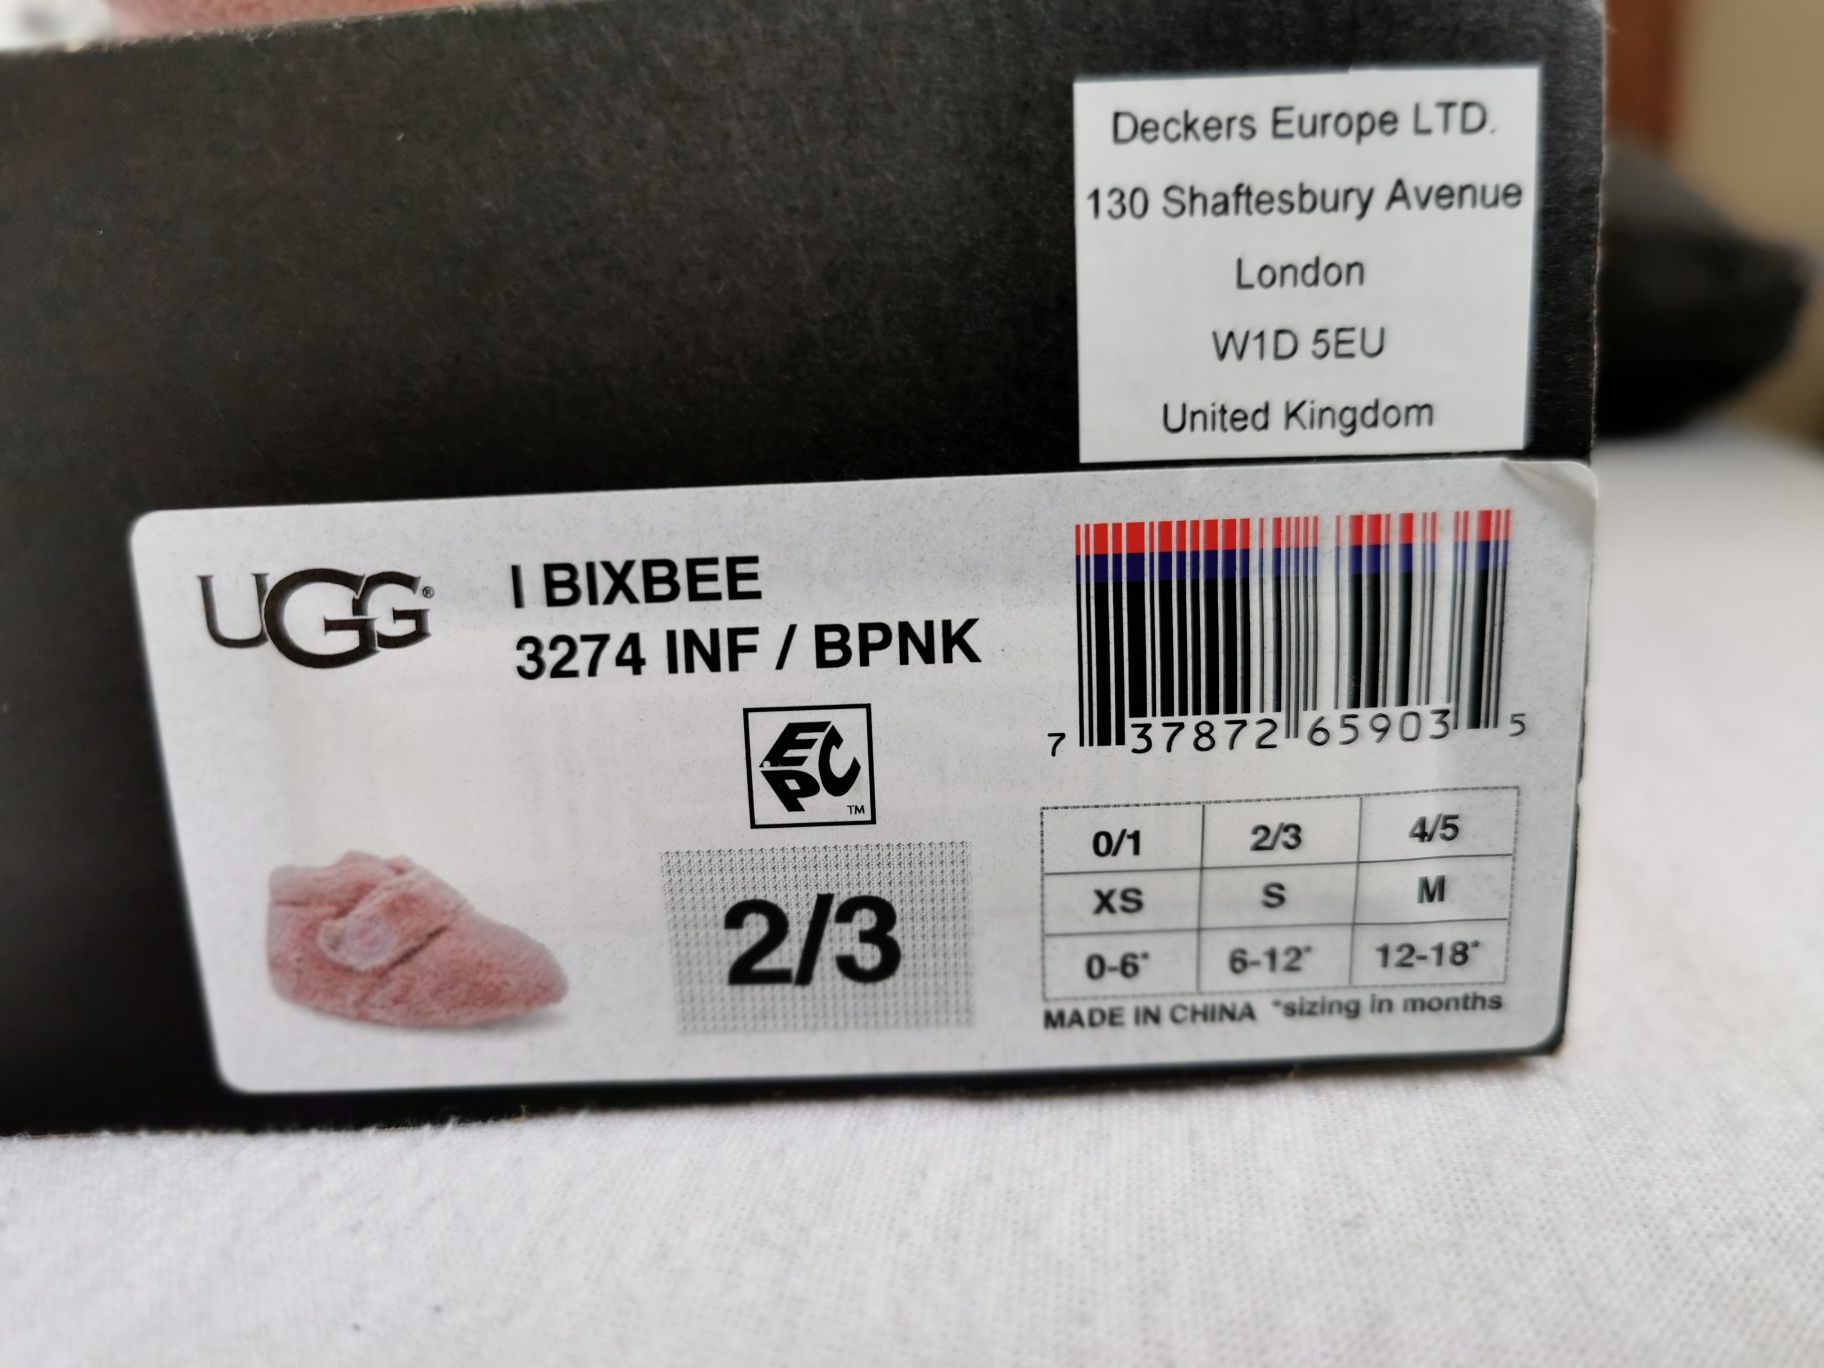 Deckers Europe LTD.
130 Shaftesbury Avenue
London
W1D 5EU
United Kingdom
UGG®
I BIXBEE
3274 INF / BPNK
7 37872 65903 5
EPC TM
2/3
0/1 2/3 4/5
XS S M
0-6* 6-12* 12-18*
MADE IN CHINA *sizing in months